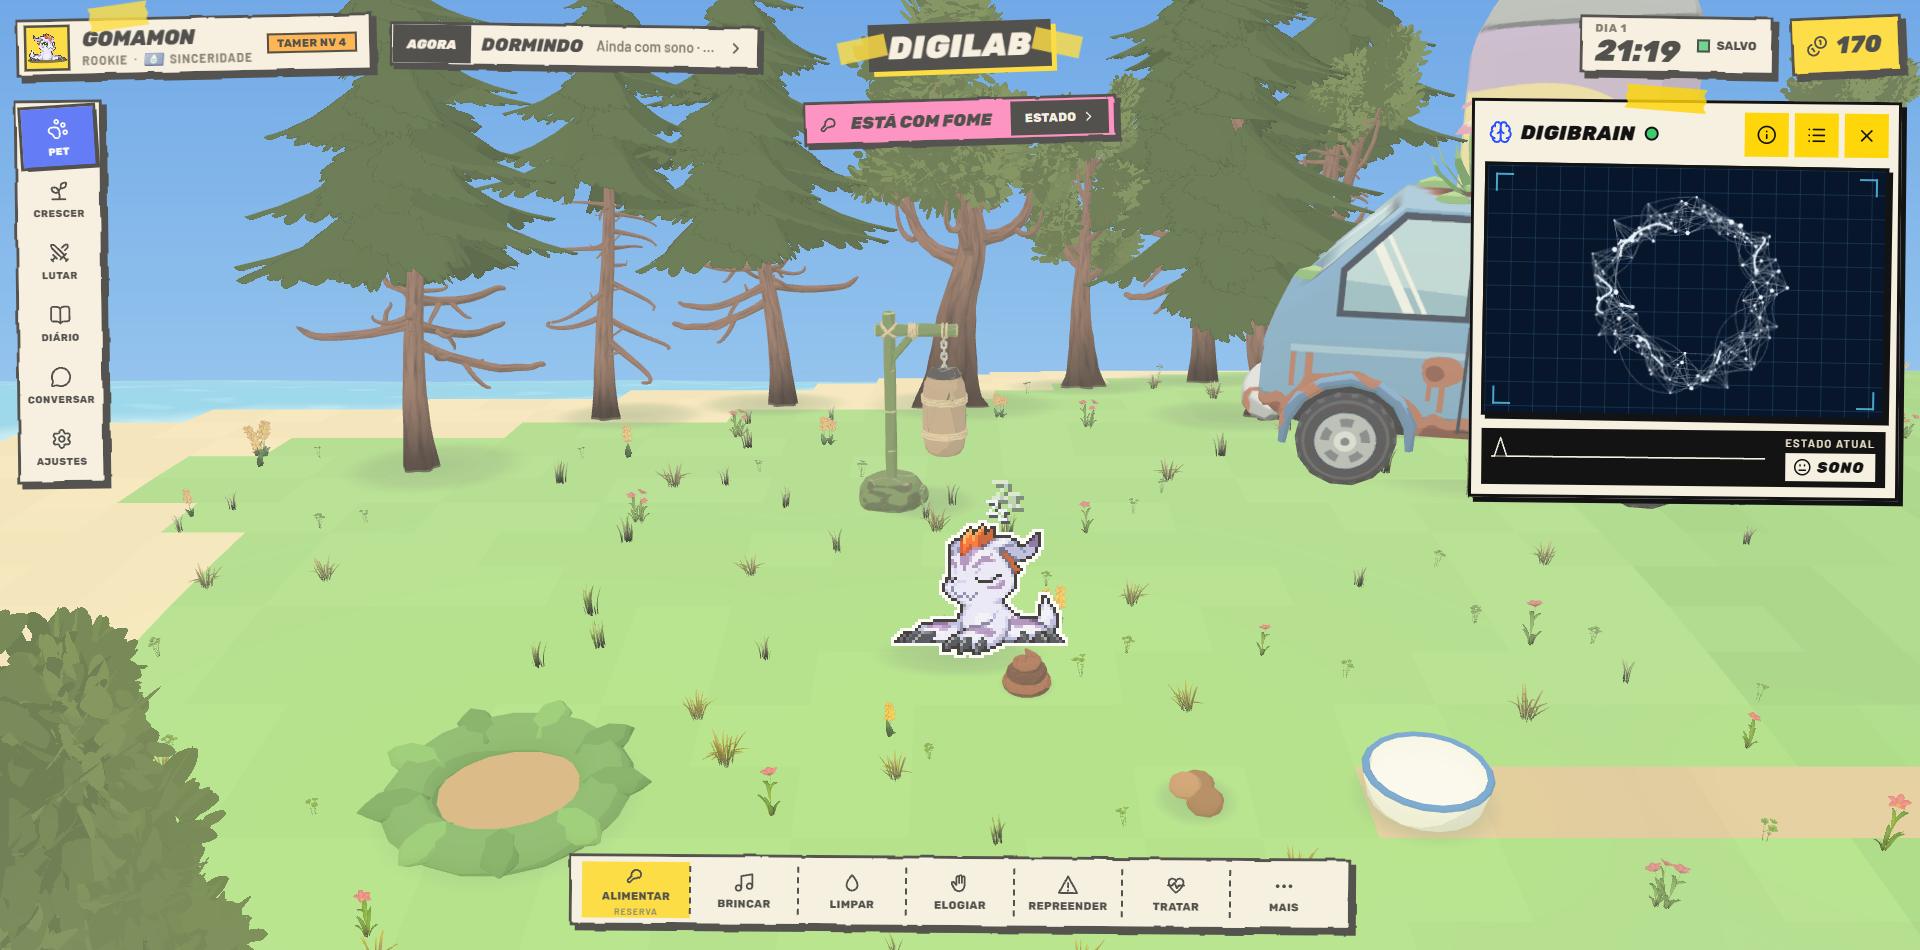 GOMAMON
ROOKIE · SINCERIDADE
TAMER NV 4
AGORA
DORMINDO
Ainda com sono · ...
DIGILAB
DIA 1
21:19
SALVO
170
ESTÁ COM FOME
ESTADO
PET
CRESCER
LUTAR
DIÁRIO
CONVERSAR
AJUSTES
DIGIBRAIN
ESTADO ATUAL
SONO
ALIMENTAR
RESERVA
BRINCAR
LIMPAR
ELOGIAR
REPREENDER
TRATAR
MAIS